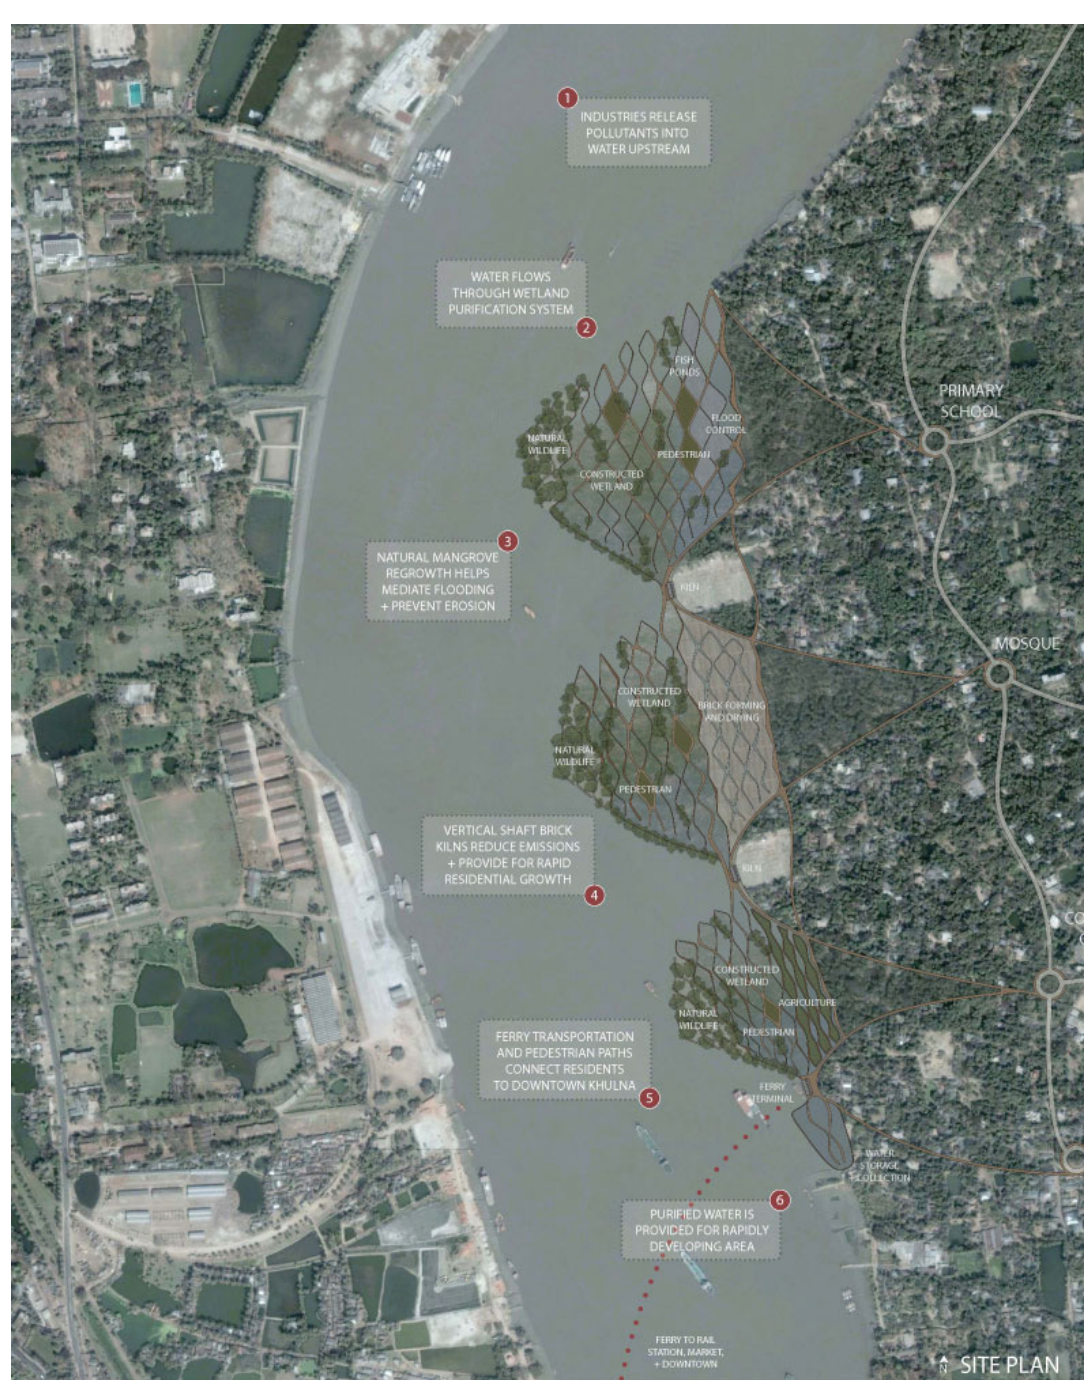 1
INDUSTRIES RELEASE
POLLUTANTS INTO
WATER UPSTREAM
WATER FLOWS
THROUGH WETLAND
PURIFICATION SYSTEM
2
FISH
PONDS
FLOOD
CONTROL
NATURAL
WILDLIFE
PEDESTRIAN
CONSTRUCTED
WETLAND
PRIMARY
SCHOOL
3
NATURAL MANGROVE
REGROWTH HELPS
MEDIATE FLOODING
+ PREVENT EROSION
KILN
MOSQUE
CONSTRUCTED
WETLAND
BRICK FORMING
AND DRYING
NATURAL
WILDLIFE
PEDESTRIAN
VERTICAL SHAFT BRICK
KILNS REDUCE EMISSIONS
+ PROVIDE FOR RAPID
RESIDENTIAL GROWTH
4
KILN
CONSTRUCTED
WETLAND
AGRICULTURE
NATURAL
WILDLIFE
PEDESTRIAN
FERRY TRANSPORTATION
AND PEDESTRIAN PATHS
CONNECT RESIDENTS
TO DOWNTOWN KHULNA
5
FERRY
TERMINAL
WATER
STORAGE
+ COLLECTION
6
PURIFIED WATER IS
PROVIDED FOR RAPIDLY
DEVELOPING AREA
FERRY TO RAIL
STATION, MARKET,
+ DOWNTOWN
N SITE PLAN